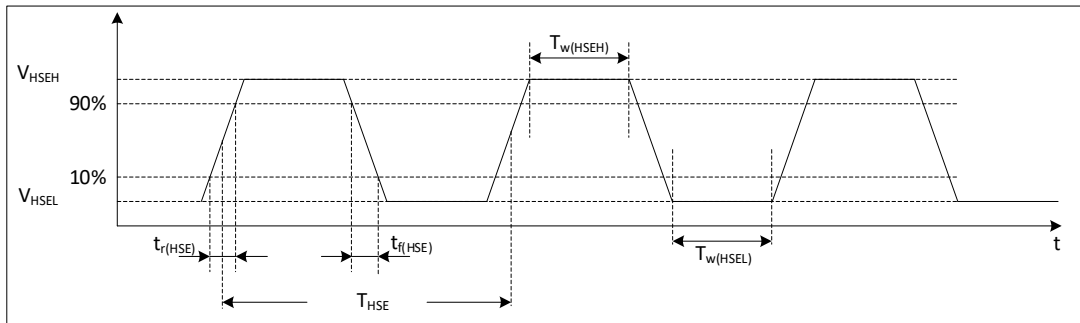 T_w(HSEH)
V_HSEH
90%
10%
V_HSEL
t
t_r(HSE)
t_f(HSE)
T_w(HSEL)
T_HSE